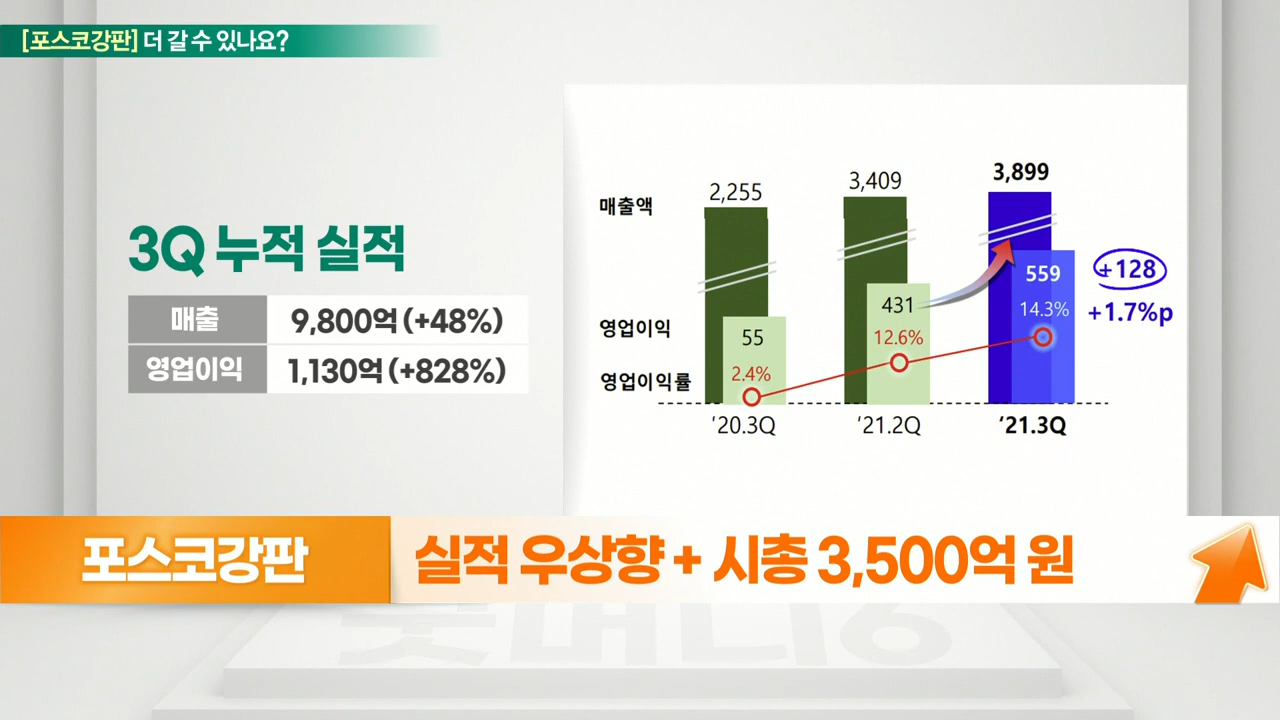 [포스코강판] 더 갈 수 있나요?
3Q 누적 실적
매출 9,800억 (+48%)
영업이익 1,130억 (+828%)
매출액 2,255 3,409 3,899
영업이익 55 431 559 +128
영업이익률 2.4% 12.6% 14.3% +1.7%p
'20.3Q '21.2Q '21.3Q
포스코강판 실적 우상향 + 시총 3,500억 원
굿머니6